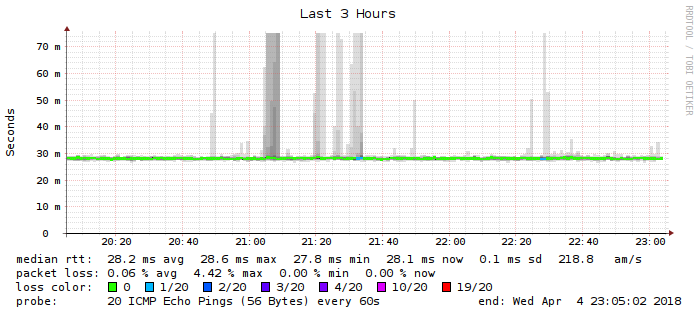 Last 3 Hours
RRDTOOL / TOBI OETIKER
Seconds
70 m
60 m
50 m
40 m
30 m
20 m
10 m
0
20:20 20:40 21:00 21:20 21:40 22:00 22:20 22:40 23:00
median rtt: 28.2 ms avg 28.6 ms max 27.8 ms min 28.1 ms now 0.1 ms sd 218.8 am/s
packet loss: 0.06 % avg 4.42 % max 0.00 % min 0.00 % now
loss color: 0 1/20 2/20 3/20 4/20 10/20 19/20
probe: 20 ICMP Echo Pings (56 Bytes) every 60s end: Wed Apr 4 23:05:02 2018